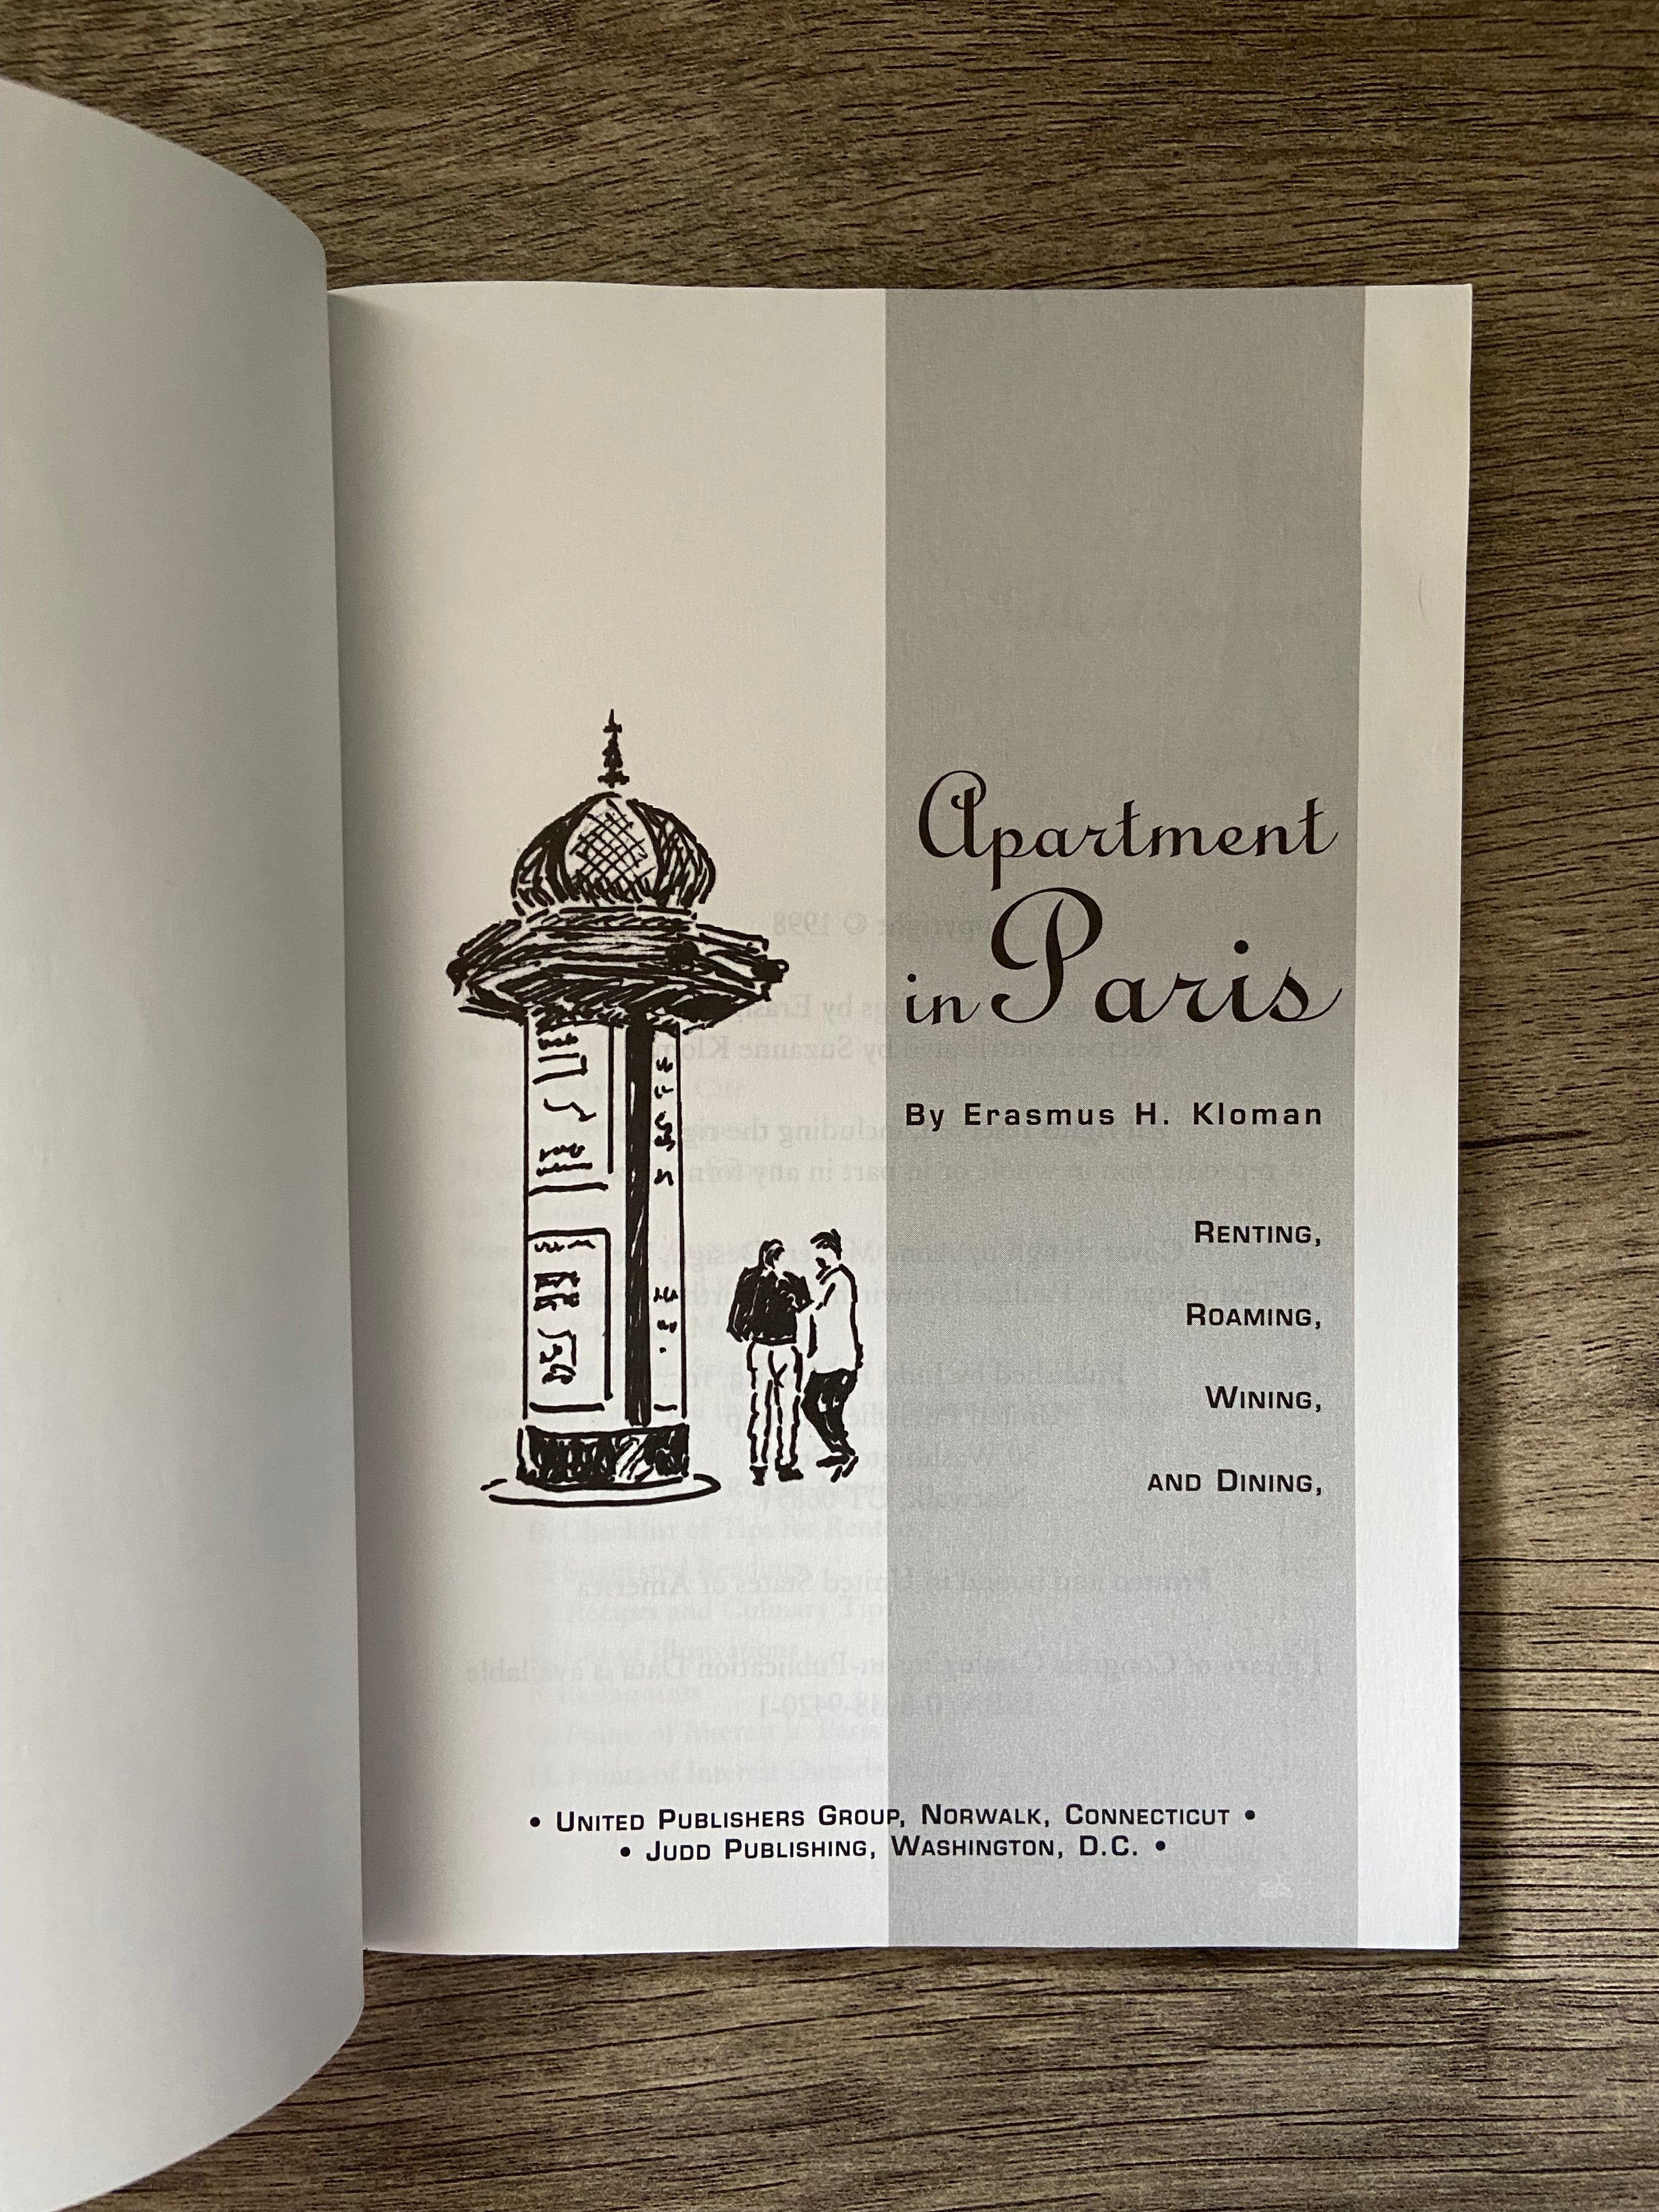 Apartment
in Paris
By Erasmus H. Kloman
Renting,
Roaming,
Wining,
and Dining,
• United Publishers Group, Norwalk, Connecticut •
• Judd Publishing, Washington, D.C. •